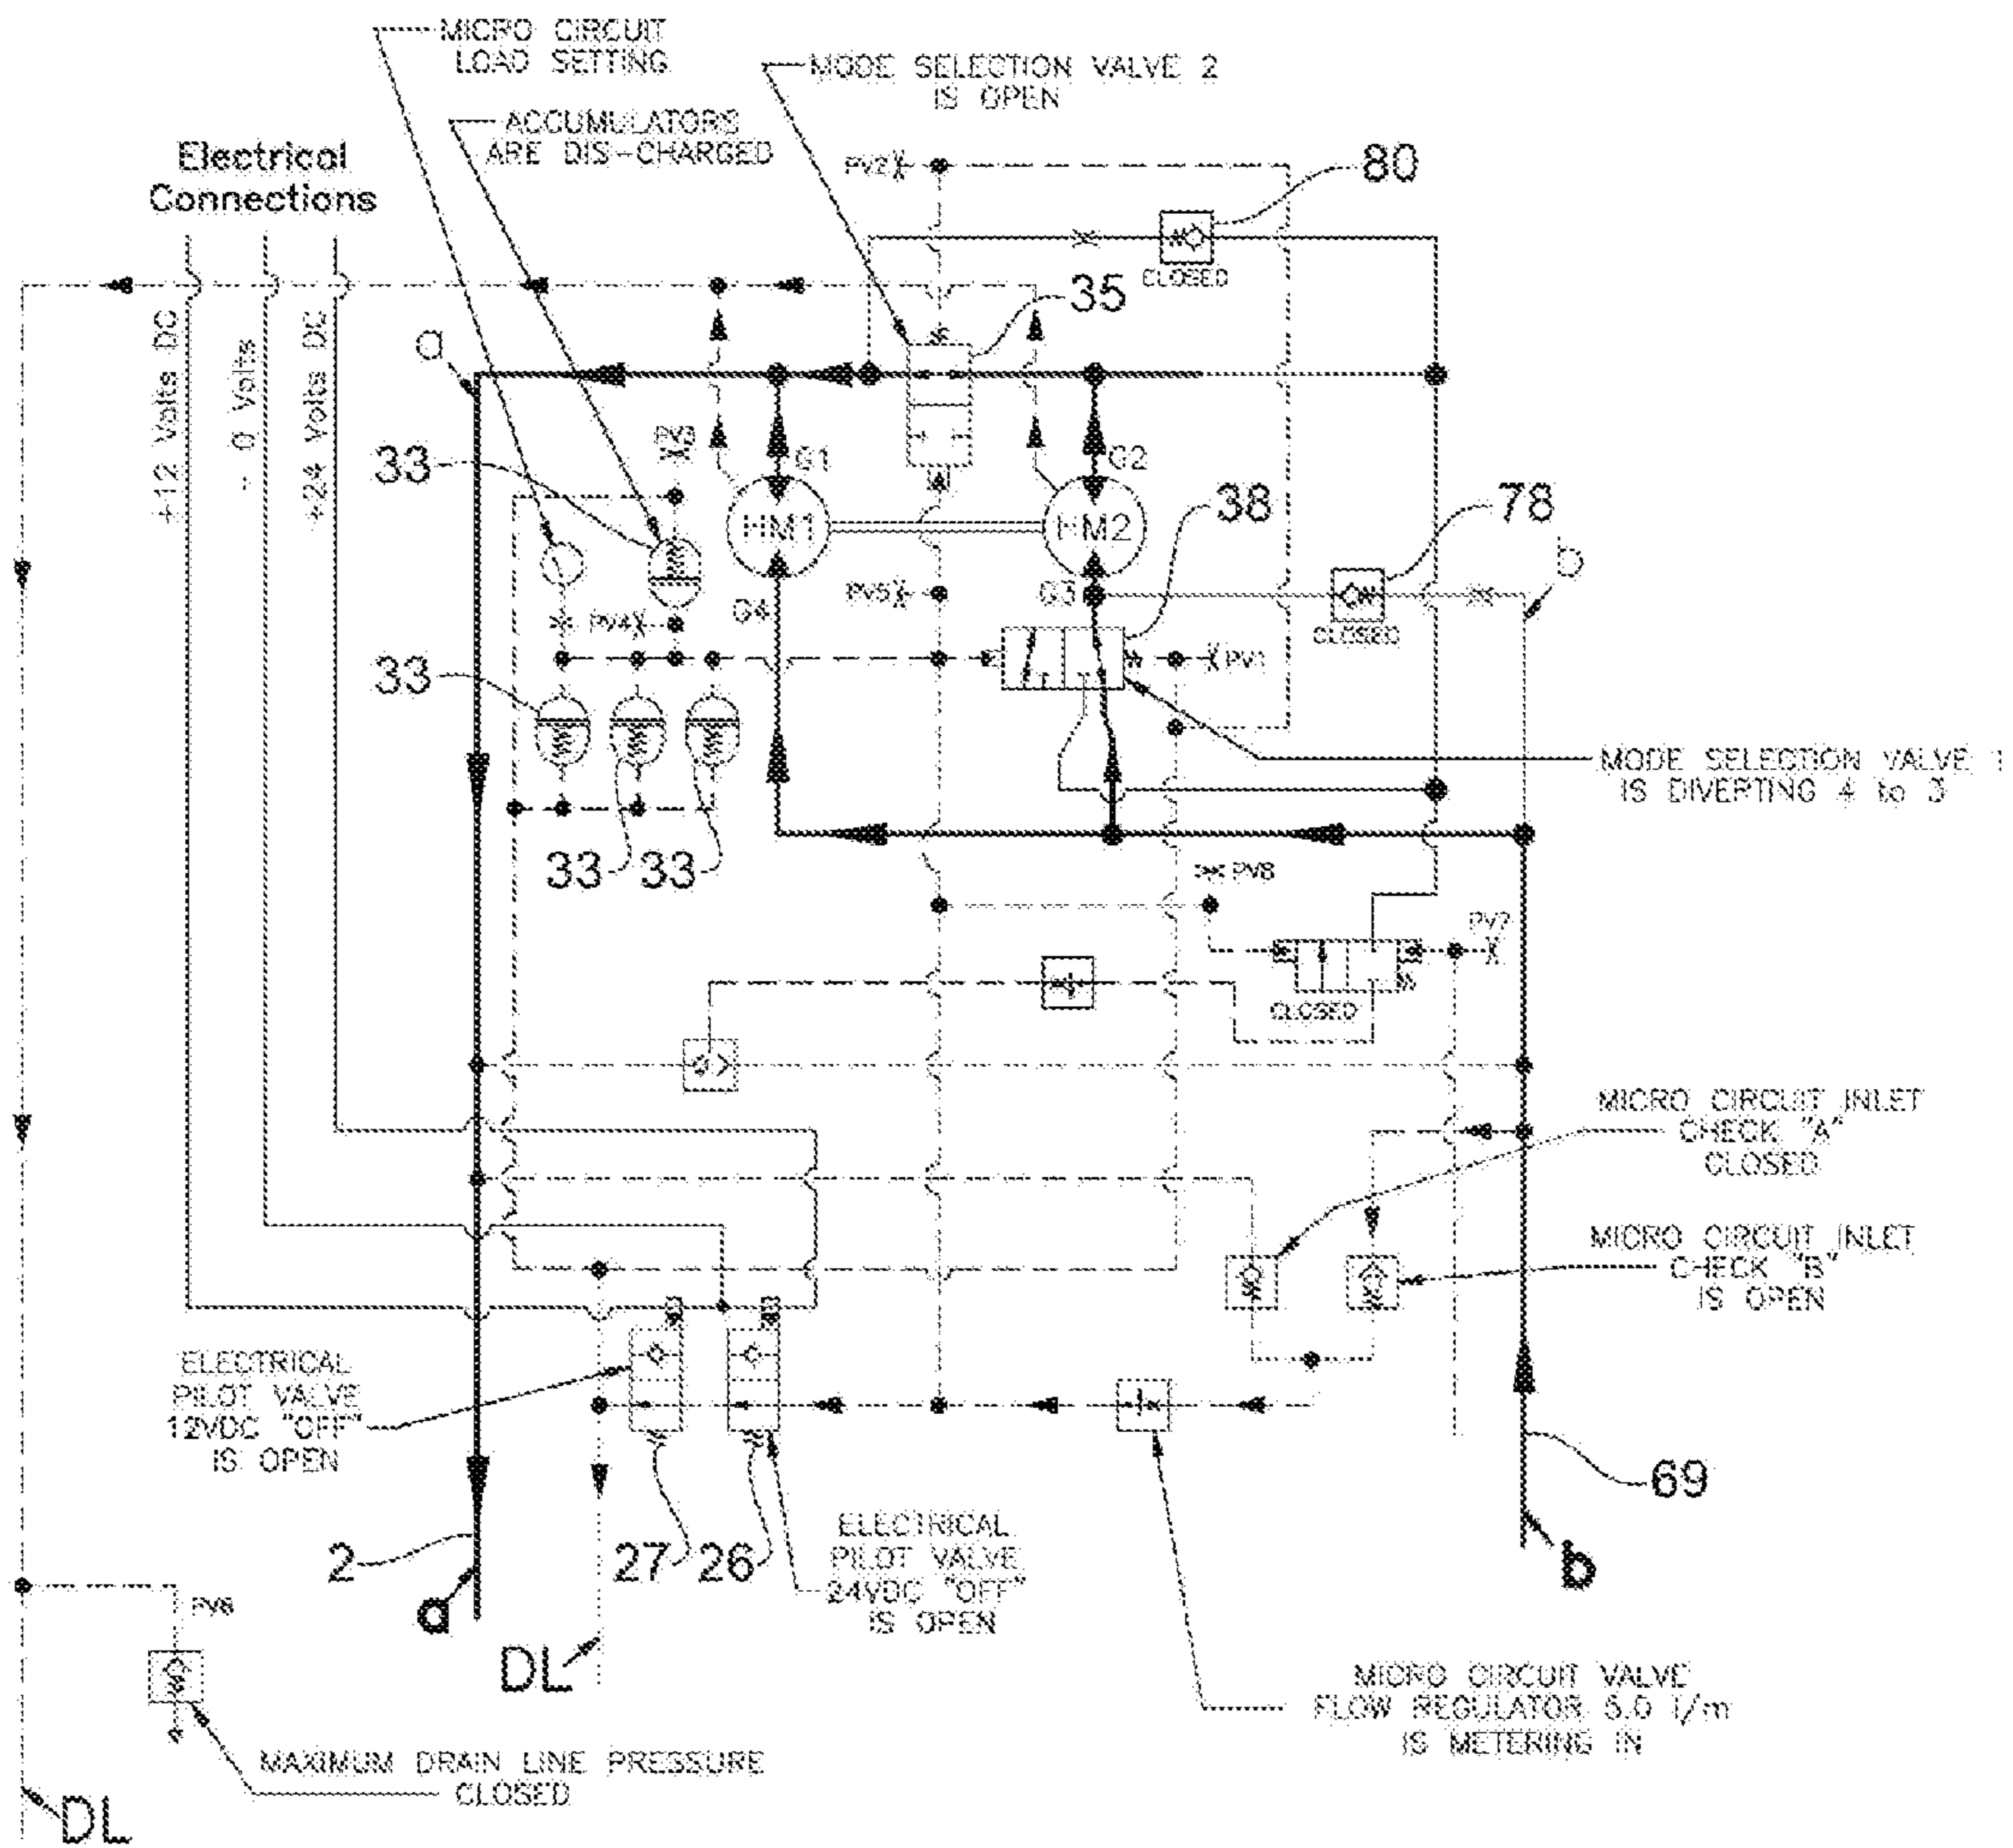 MICRO CIRCUIT
LOAD SETTING
MODE SELECTION VALVE 2
IS OPEN
ACCUMULATORS
ARE DIS-CHARGED
Electrical
Connections
PV2
80
CLOSED
35
+12 Volts DC
- 0 Volts
+24 Volts DC
a
33
G1
G2
HM1
HM2
38
78
b
G4
PV5
G3
PV4
CLOSED
33
PV1
MODE SELECTION VALVE 1
IS DIVERTING 4 to 3
33
33
PV8
PV7
CLOSED
MICRO CIRCUIT INLET
CHECK "A"
CLOSED
MICRO CIRCUIT INLET
CHECK "B"
IS OPEN
ELECTRICAL
PILOT VALVE
12VDC "OFF"
IS OPEN
69
2
27
26
ELECTRICAL
PILOT VALVE
24VDC "OFF"
IS OPEN
b
a
PV6
DL
MICRO CIRCUIT VALVE
FLOW REGULATOR 5.0 l/m
IS METERING IN
MAXIMUM DRAIN LINE PRESSURE
CLOSED
DL